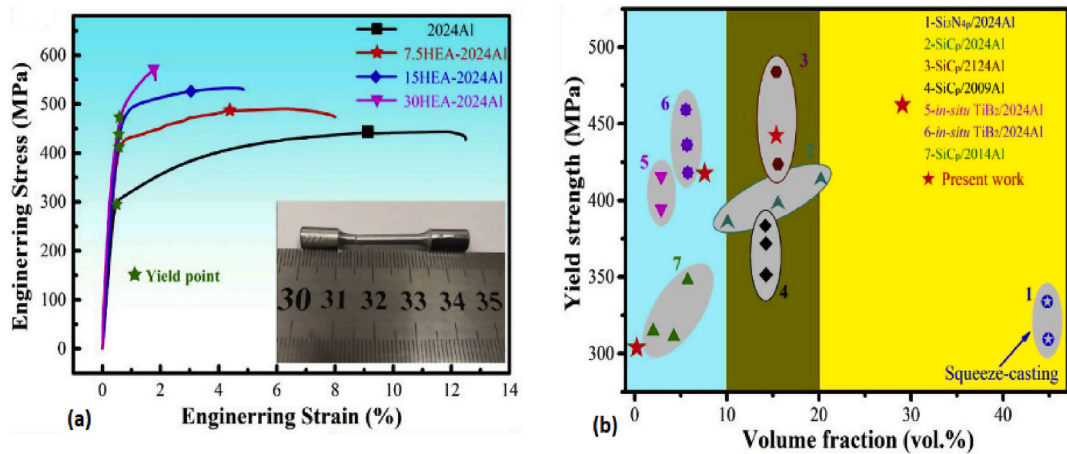 600
500
400
300
200
100
0
Enginerring Stress (MPa)
2024Al
7.5HEA-2024Al
15HEA-2024Al
30HEA-2024Al
Yield point
30 31 32 33 34 35
0 2 4 6 8 10 12 14
(a)
Enginerring Strain (%)
500
450
400
350
300
Yield strength (MPa)
1-Si₃N₄ₚ/2024Al
2-SiCₚ/2024Al
3-SiCₚ/2124Al
4-SiCₚ/2009Al
5-in-situ TiB₂/2024Al
6-in-situ TiB₂/2024Al
7-SiCₚ/2014Al
Present work
3
6
5
2
7
4
1
Squeeze-casting
0 10 20 30 40 50
(b)
Volume fraction (vol.%)